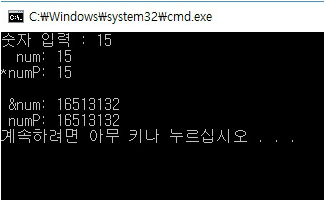 C:\Windows\system32\cmd.exe
숫자 입력 : 15
num: 15
*numP: 15
&num: 16513132
numP: 16513132
계속하려면 아무 키나 누르십시오 . . .